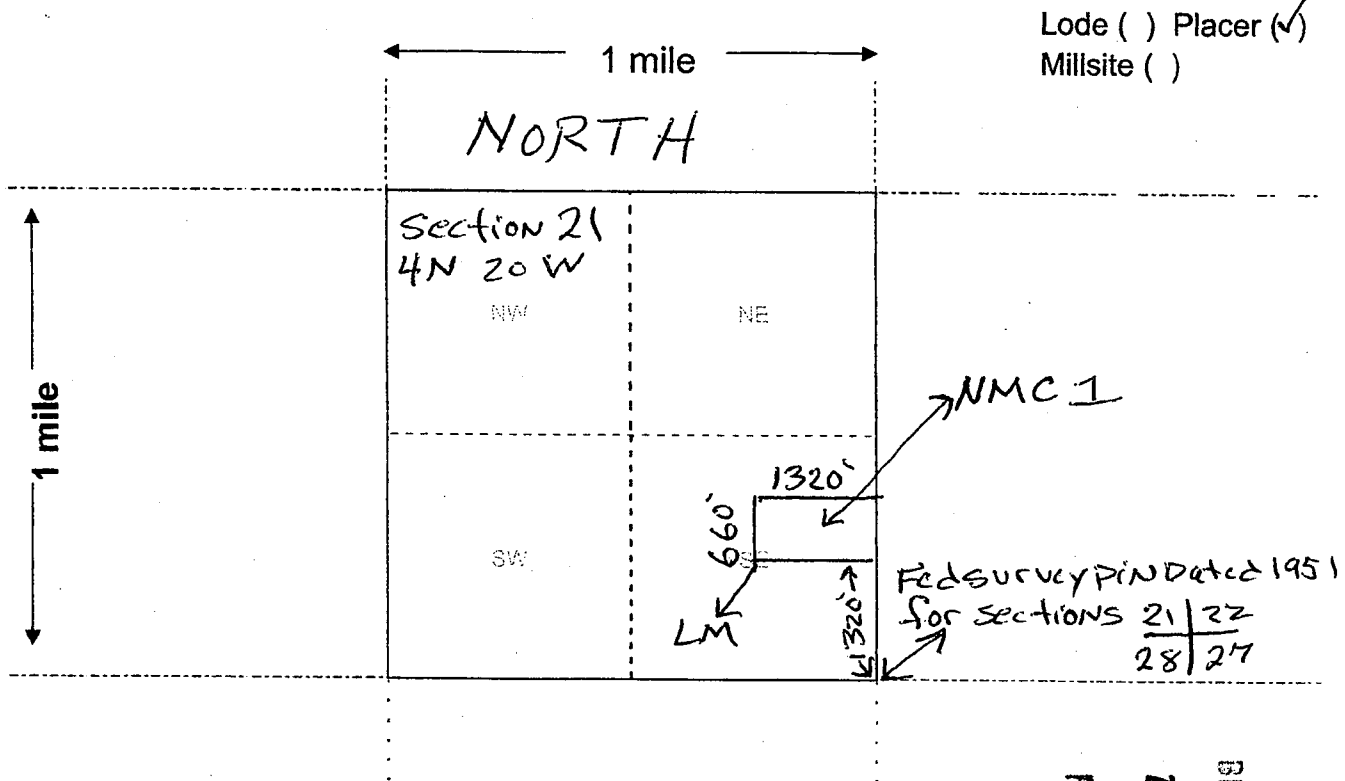 Lode ( ) Placer (✓)
Millsite ( )
1 mile
NORTH
Section 21
4N 20 W
NW
NE
1 mile
NMC 1
1320'
660'
SW
SE
LM
1320'
Fed survey PiN Dated 1951
for sections 21 | 22
28 | 27